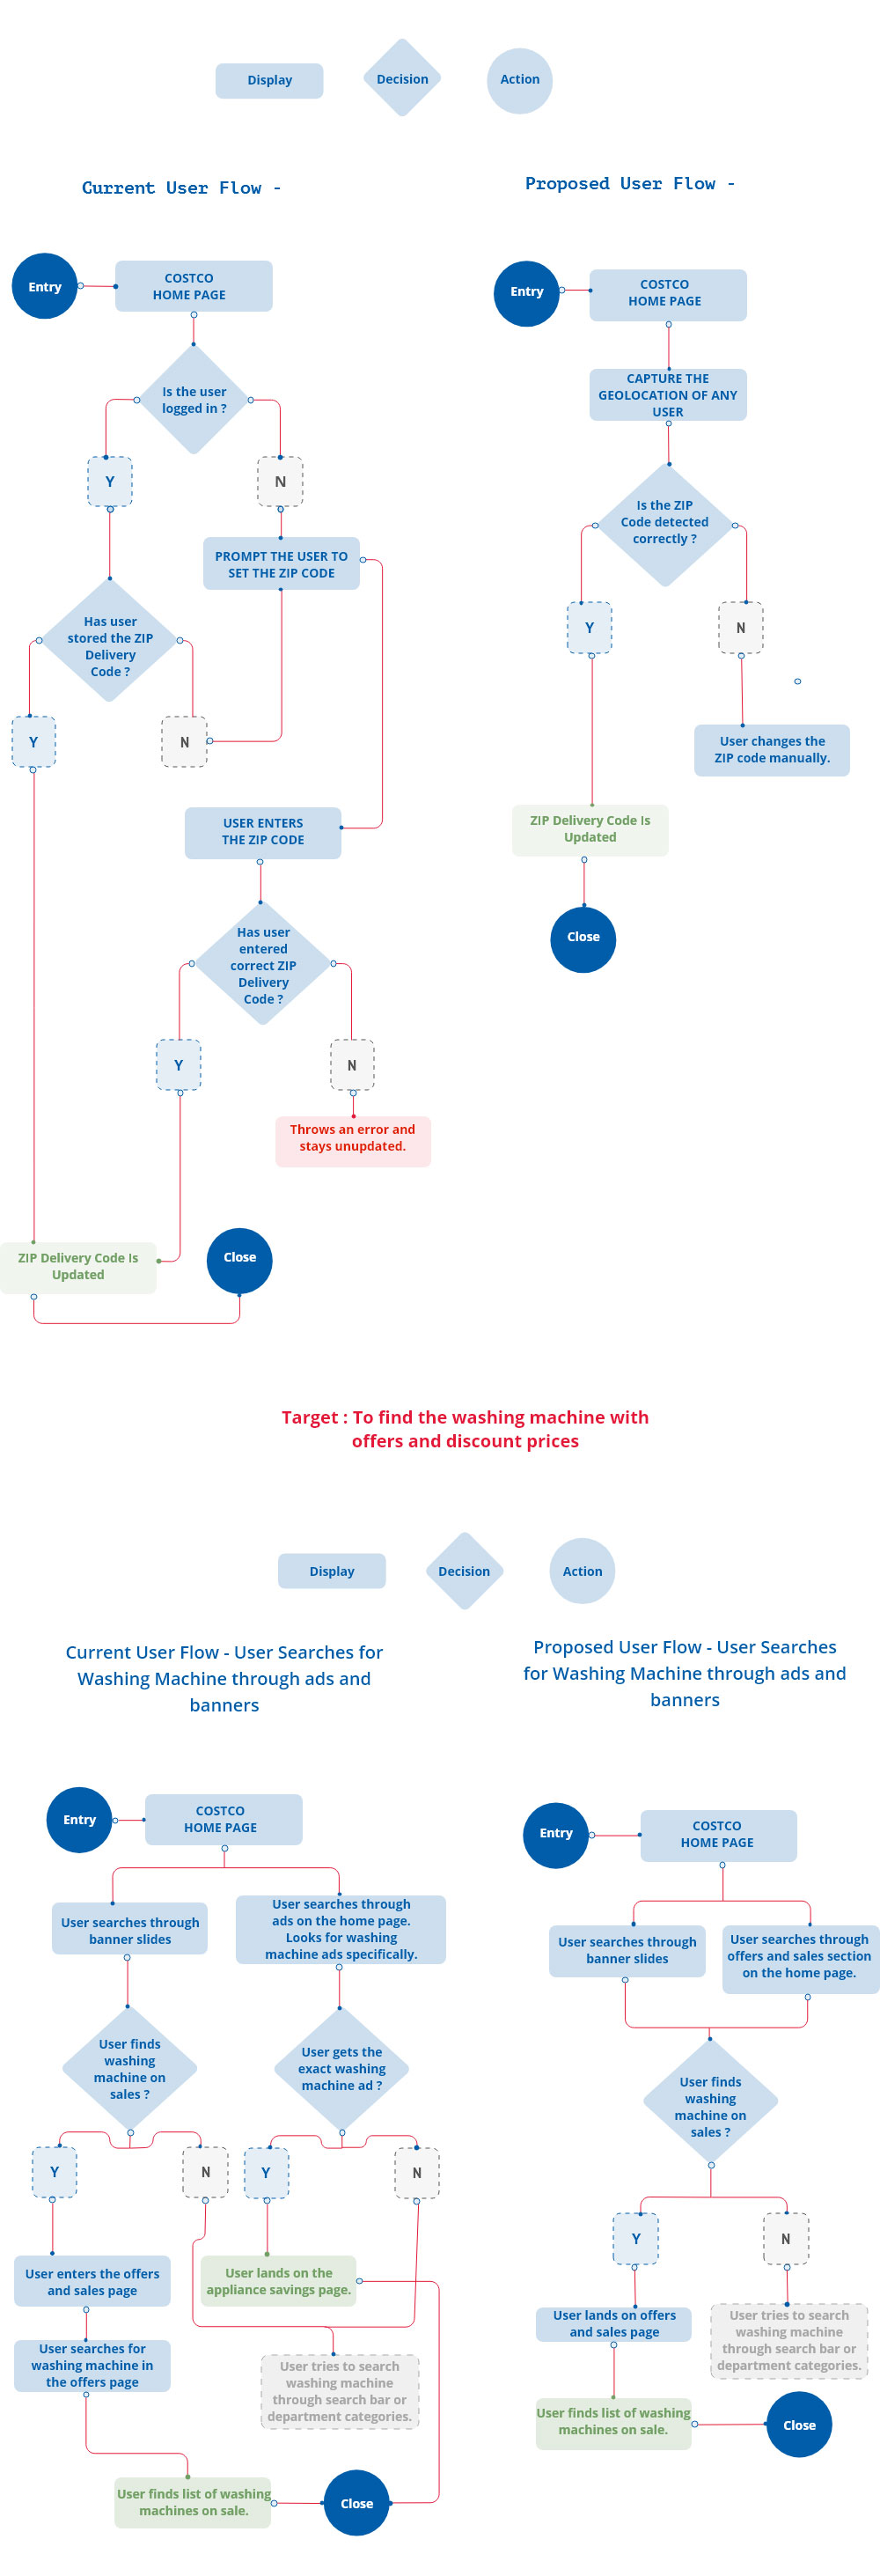 Display
Decision
Action
Current User Flow -
Proposed User Flow -
Entry
COSTCO
HOME PAGE
Is the user
logged in ?
Y
N
PROMPT THE USER TO
SET THE ZIP CODE
Has user
stored the ZIP
Delivery
Code ?
Y
N
USER ENTERS
THE ZIP CODE
Has user
entered
correct ZIP
Delivery
Code ?
Y
N
Throws an error and
stays unupdated.
ZIP Delivery Code Is
Updated
Close
Entry
COSTCO
HOME PAGE
CAPTURE THE
GEOLOCATION OF ANY
USER
Is the ZIP
Code detected
correctly ?
Y
N
User changes the
ZIP code manually.
ZIP Delivery Code Is
Updated
Close
Target : To find the washing machine with
offers and discount prices
Display
Decision
Action
Current User Flow - User Searches for
Washing Machine through ads and
banners
Proposed User Flow - User Searches
for Washing Machine through ads and
banners
Entry
COSTCO
HOME PAGE
User searches through
banner slides
User searches through
ads on the home page.
Looks for washing
machine ads specifically.
User finds
washing
machine on
sales ?
User gets the
exact washing
machine ad ?
Y
N
Y
N
User enters the offers
and sales page
User lands on the
appliance savings page.
User searches for
washing machine in
the offers page
User tries to search
washing machine
through search bar or
department categories.
User finds list of washing
machines on sale.
Close
Entry
COSTCO
HOME PAGE
User searches through
banner slides
User searches through
offers and sales section
on the home page.
User finds
washing
machine on
sales ?
Y
N
User lands on offers
and sales page
User tries to search
washing machine
through search bar or
department categories.
User finds list of washing
machines on sale.
Close